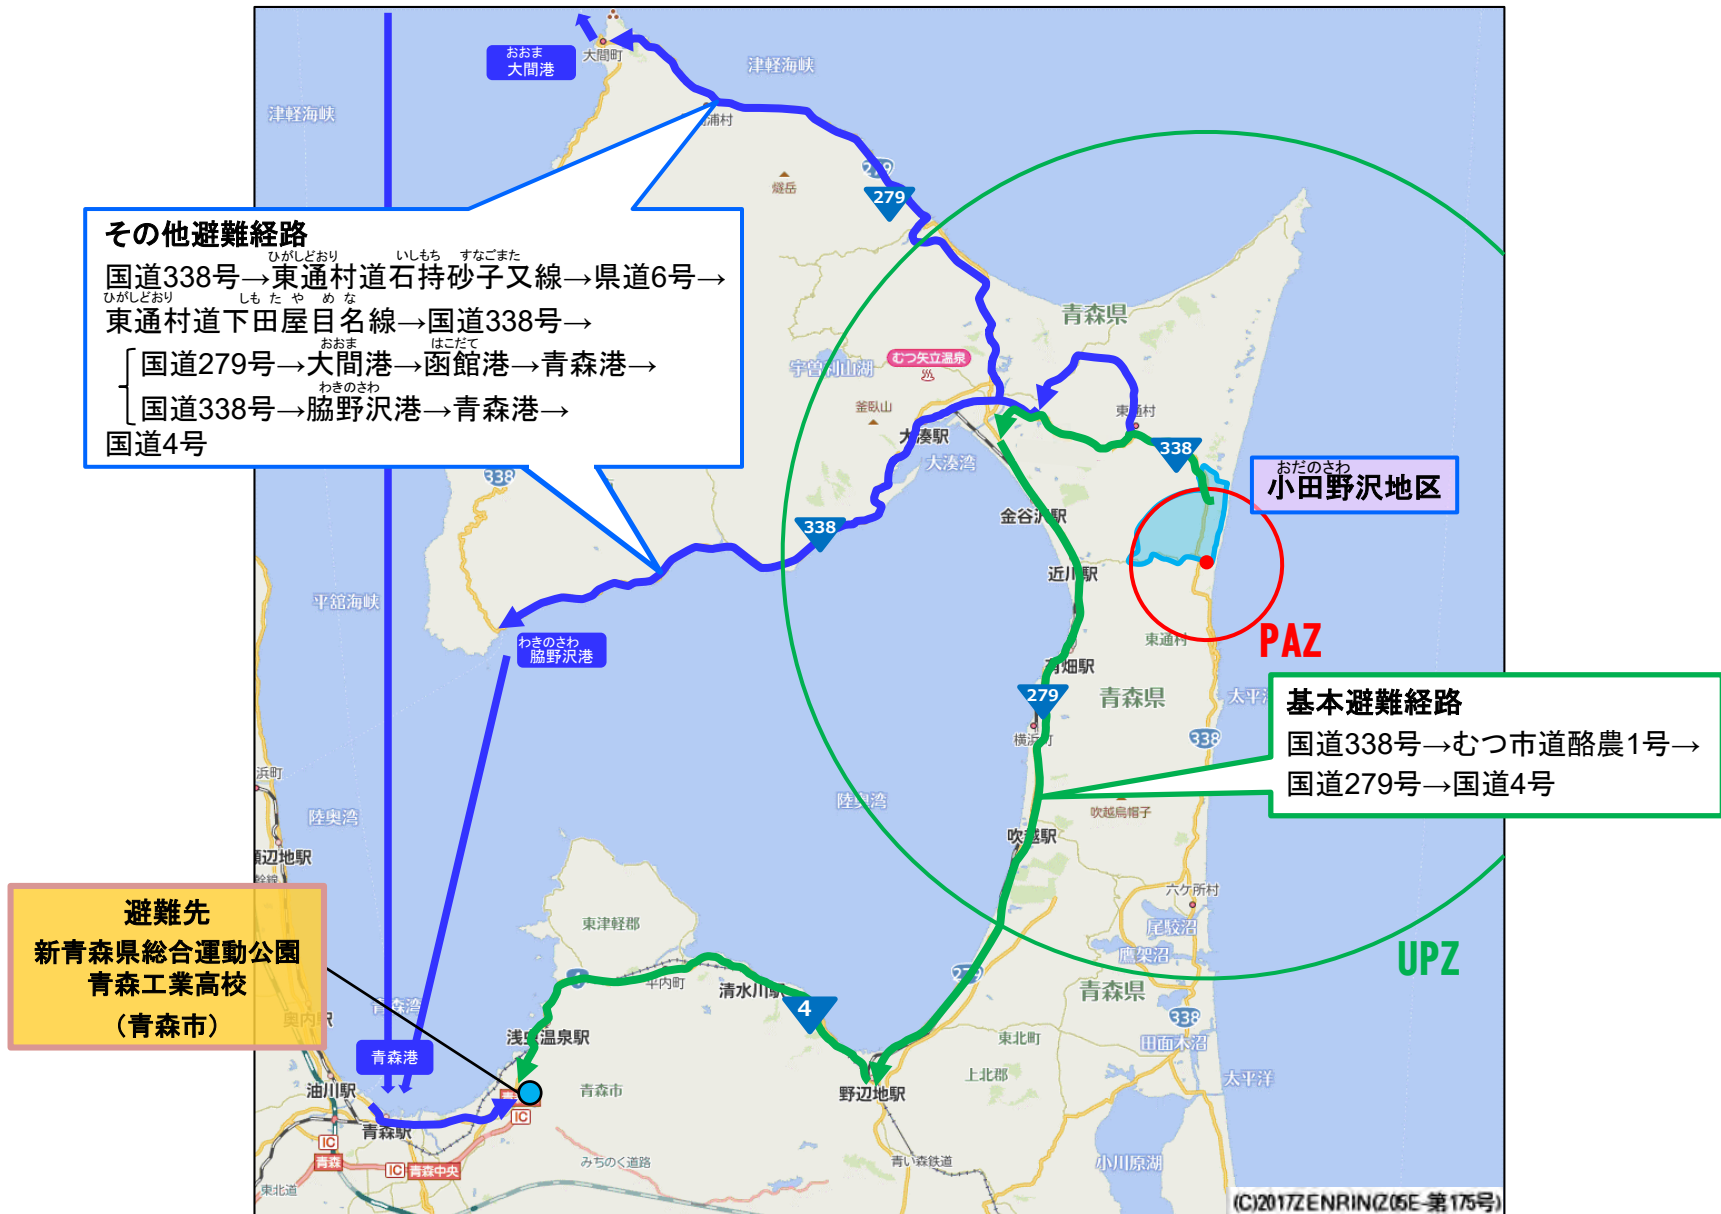 おおま
大間港
大間町
津軽海峡
津軽海峡
浦村
279
燧岳
279
その他避難経路
ひがしどおり いしもち すなごまた
国道338号→東通村道石持砂子又線→県道6号→
ひがしどおり しもたや めな
東通村道下田屋目名線→国道338号→
おおま はこだて
国道279号→大間港→函館港→青森港→
わきのさわ
国道338号→脇野沢港→青森港→
国道4号
青森県
むつ矢立温泉
宇曽利山湖
釜臥山
東通村
大湊駅
大湊湾
338
338
おだのさわ
小田野沢地区
金谷沢駅
338
近川駅
平舘海峡
わきのさわ
脇野沢港
東通村
PAZ
有畑駅
青森県
279
太平
基本避難経路
国道338号→むつ市道酪農1号→
国道279号→国道4号
横浜町
338
浜町
陸奥湾
陸奥湾
吹越烏帽子
吹越駅
辺地駅
六ケ所村
避難先
新青森県総合運動公園
青森工業高校
（青森市）
東津軽郡
尾駮沼
鷹架沼
UPZ
279
平内町
清水川駅
青森県
4
青森湾
奥内駅
338
浅虫温泉駅
東北町
田面木沼
青森港
上北郡
太平洋
油川駅
青森市
野辺地駅
IC
青森駅
IC
青森
IC
青森中央
みちのく道路
青い森鉄道
小川原湖
東北道
(C)2017ZENRIN(Z05E-第175号)